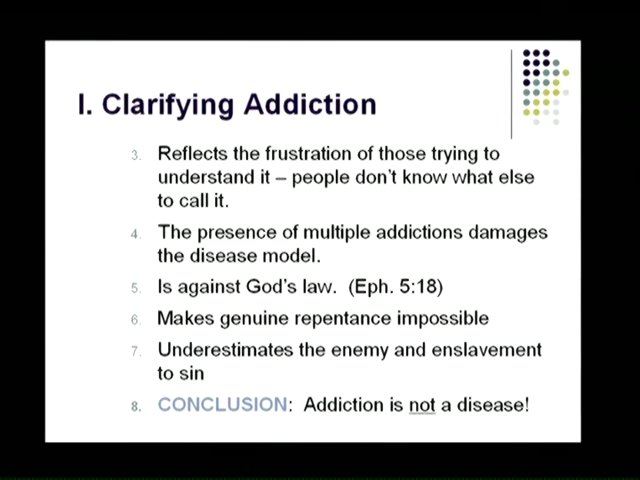 I. Clarifying Addiction
3. Reflects the frustration of those trying to
understand it – people don't know what else
to call it.
4. The presence of multiple addictions damages
the disease model.
5. Is against God's law. (Eph. 5:18)
6. Makes genuine repentance impossible
7. Underestimates the enemy and enslavement
to sin
8. CONCLUSION: Addiction is not a disease!